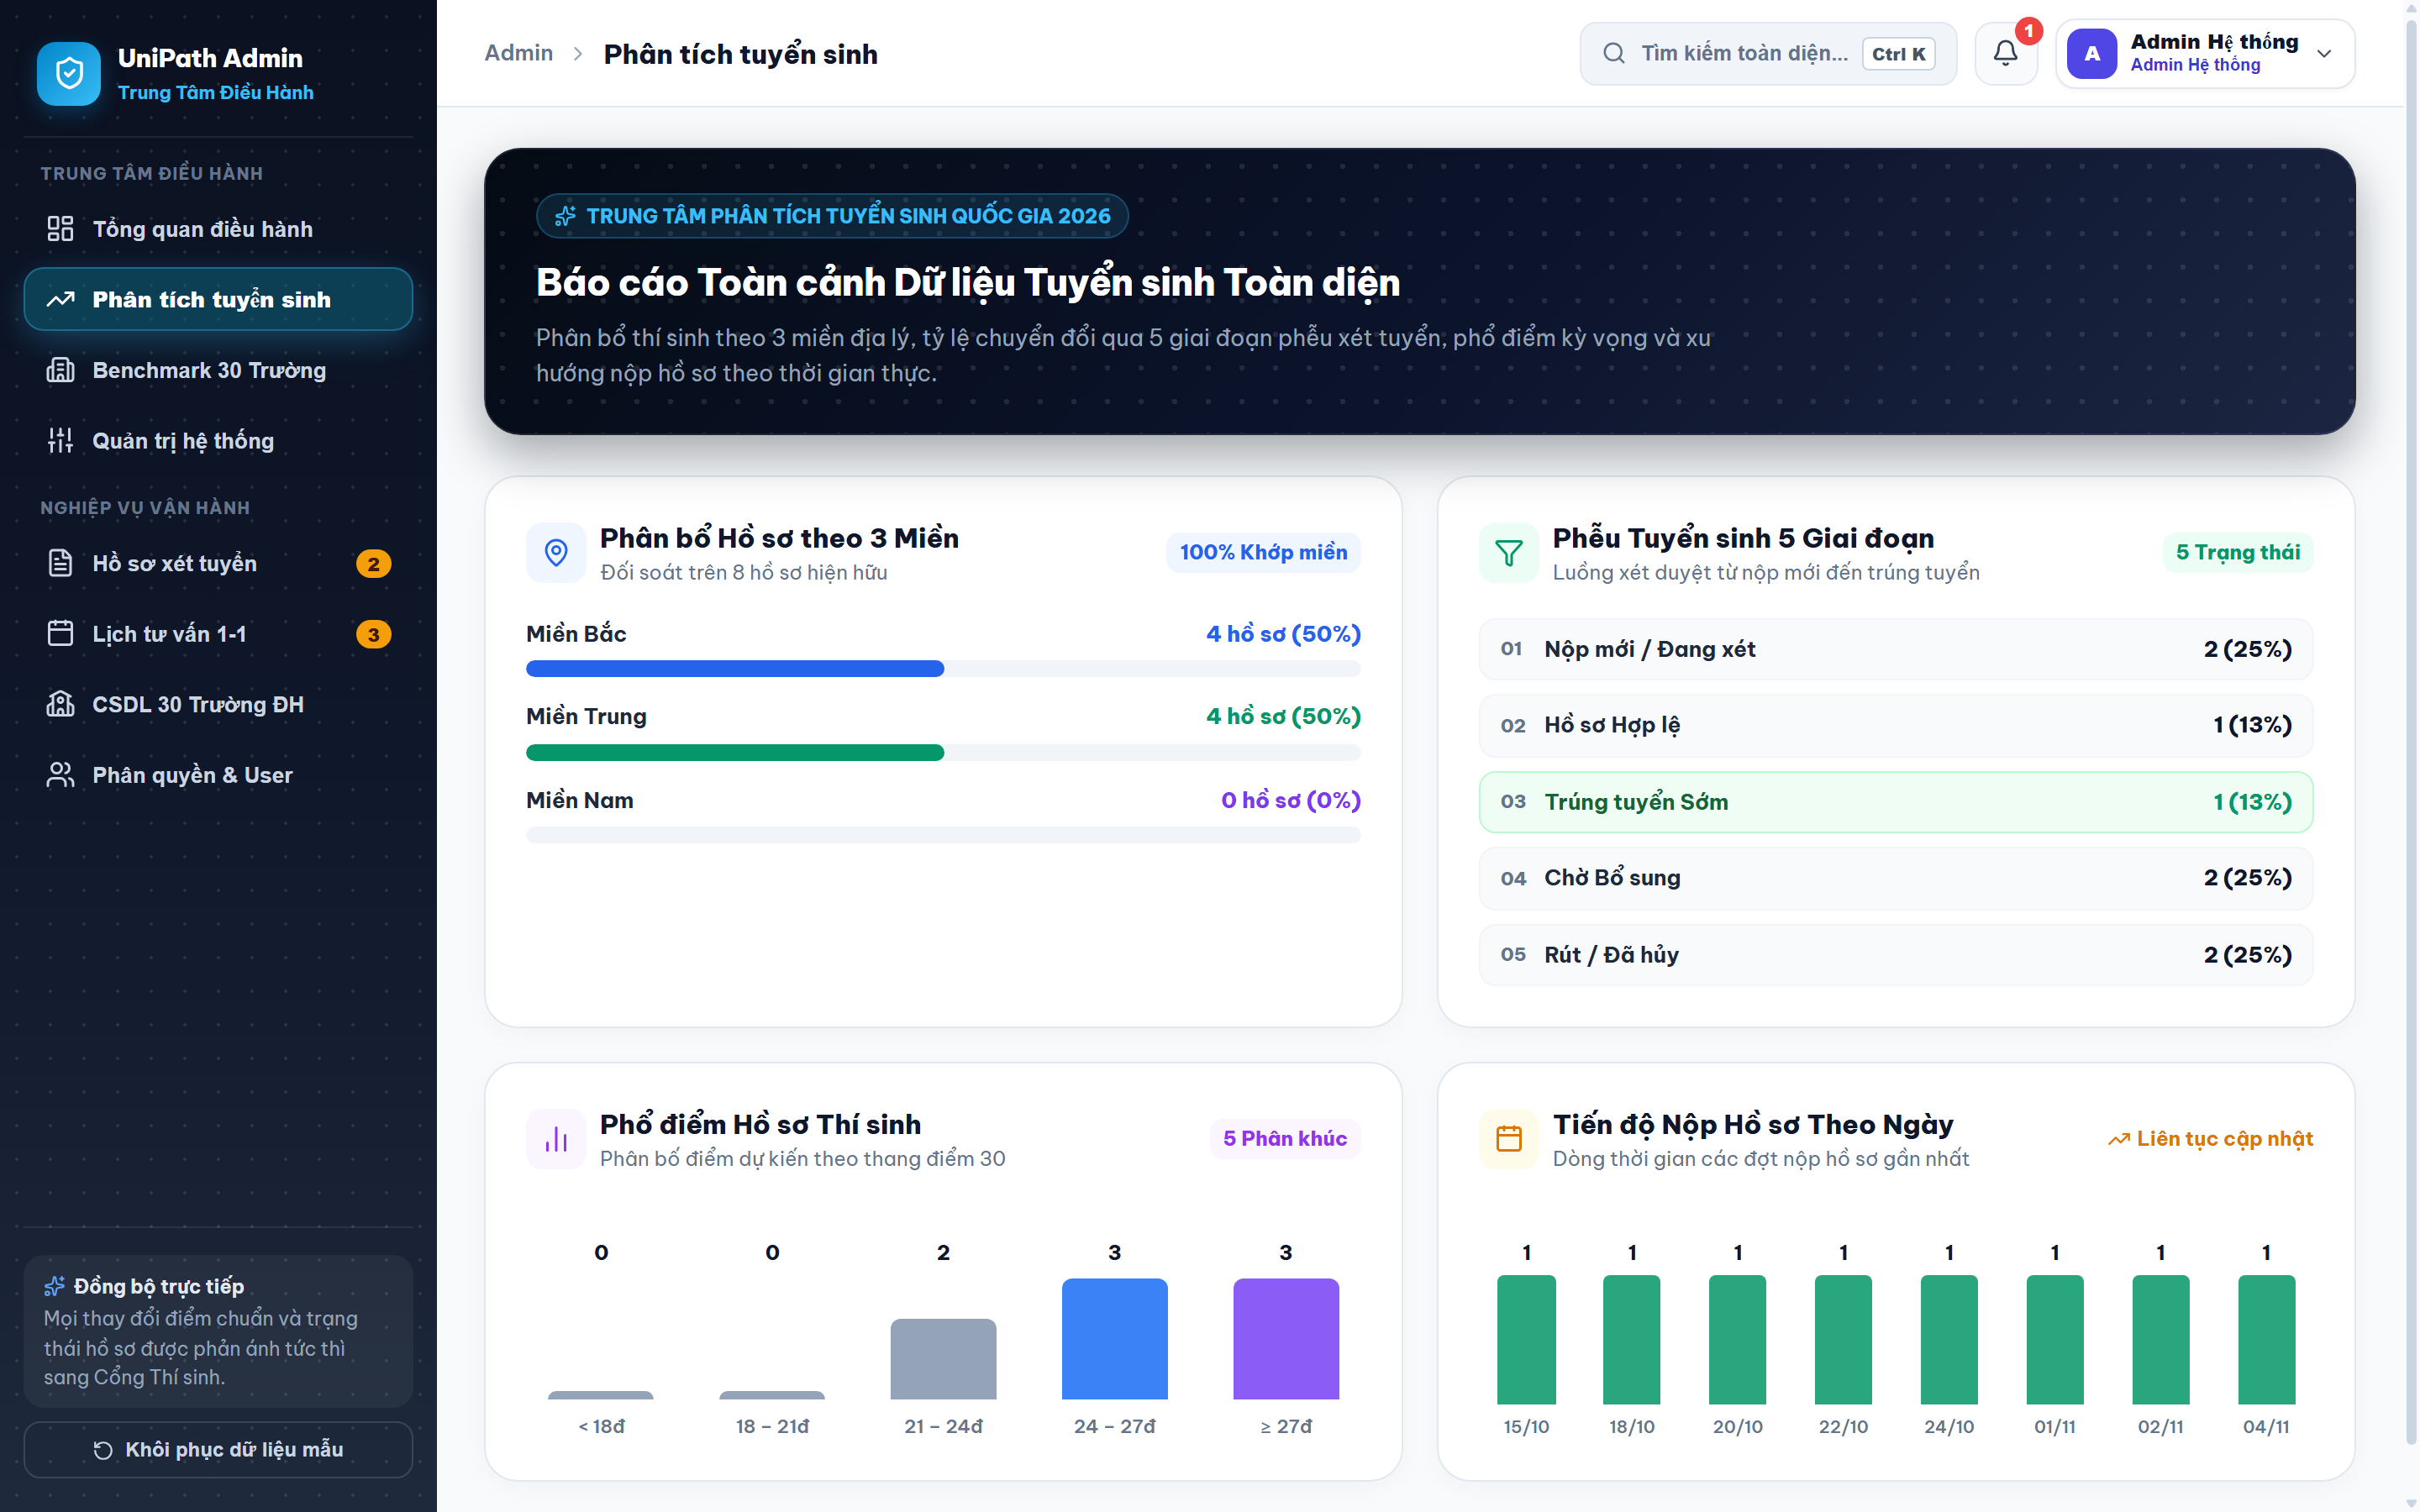 UniPath Admin
Trung Tâm Điều Hành
TRUNG TÂM ĐIỀU HÀNH
Tổng quan điều hành
Phân tích tuyển sinh
Benchmark 30 Trường
Quản trị hệ thống
NGHIỆP VỤ VẬN HÀNH
Hồ sơ xét tuyển 2
Lịch tư vấn 1-1 3
CSDL 30 Trường ĐH
Phân quyền & User
Đồng bộ trực tiếp
Mọi thay đổi điểm chuẩn và trạng
thái hồ sơ được phản ánh tức thì
sang Cổng Thí sinh.
Khôi phục dữ liệu mẫu
Admin > Phân tích tuyển sinh
Tìm kiếm toàn diện... Ctrl K
1
A
Admin Hệ thống
Admin Hệ thống
TRUNG TÂM PHÂN TÍCH TUYỂN SINH QUỐC GIA 2026
Báo cáo Toàn cảnh Dữ liệu Tuyển sinh Toàn diện
Phân bổ thí sinh theo 3 miền địa lý, tỷ lệ chuyển đổi qua 5 giai đoạn phễu xét tuyển, phổ điểm kỳ vọng và xu
hướng nộp hồ sơ theo thời gian thực.
Phân bổ Hồ sơ theo 3 Miền
Đối soát trên 8 hồ sơ hiện hữu
100% Khớp miền
Miền Bắc 4 hồ sơ (50%)
Miền Trung 4 hồ sơ (50%)
Miền Nam 0 hồ sơ (0%)
Phễu Tuyển sinh 5 Giai đoạn
Luồng xét duyệt từ nộp mới đến trúng tuyển
5 Trạng thái
01 Nộp mới / Đang xét 2 (25%)
02 Hồ sơ Hợp lệ 1 (13%)
03 Trúng tuyển Sớm 1 (13%)
04 Chờ Bổ sung 2 (25%)
05 Rút / Đã hủy 2 (25%)
Phổ điểm Hồ sơ Thí sinh
Phân bố điểm dự kiến theo thang điểm 30
5 Phân khúc
0 0 2 3 3
< 18đ 18 – 21đ 21 – 24đ 24 – 27đ ≥ 27đ
Tiến độ Nộp Hồ sơ Theo Ngày
Dòng thời gian các đợt nộp hồ sơ gần nhất
Liên tục cập nhật
1 1 1 1 1 1 1 1
15/10 18/10 20/10 22/10 24/10 01/11 02/11 04/11